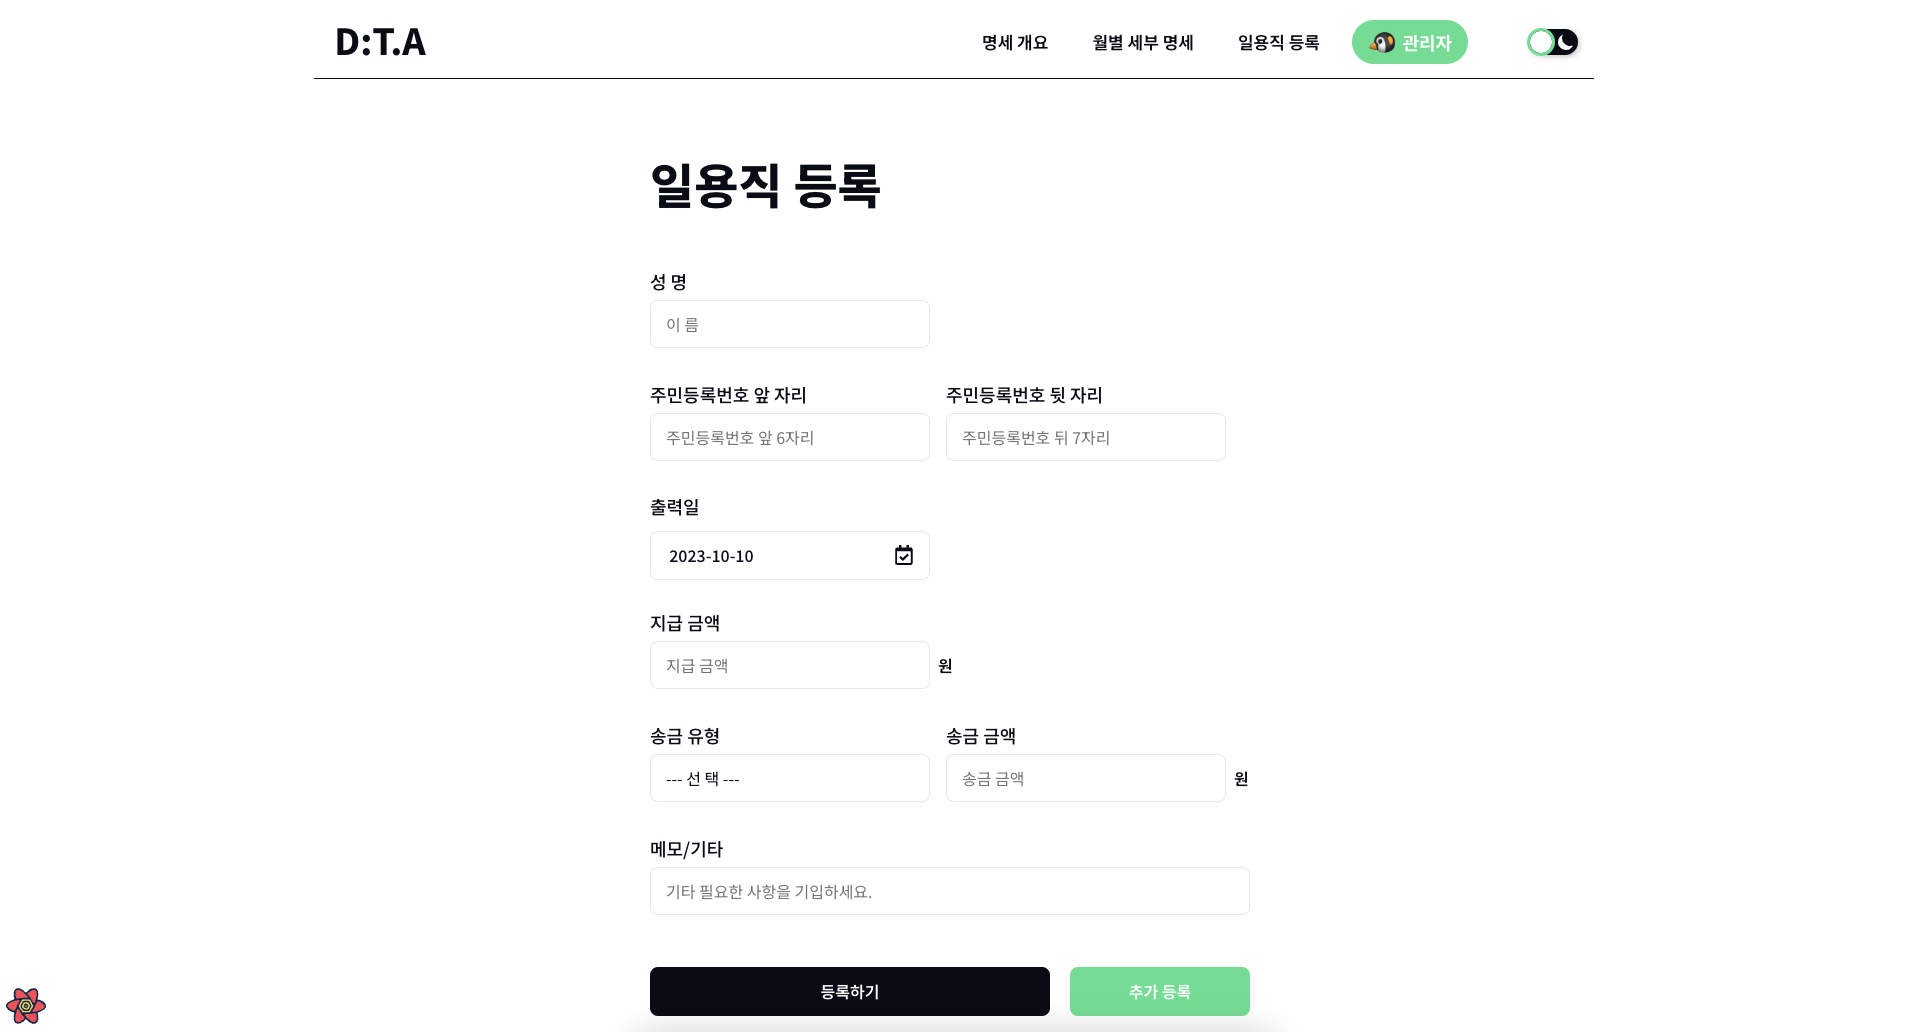 D:T.A
명세 개요
월별 세부 명세
일용직 등록
관리자
일용직 등록
성 명
이 름
주민등록번호 앞 자리
주민등록번호 뒷 자리
주민등록번호 앞 6자리
주민등록번호 뒤 7자리
출력일
2023-10-10
지급 금액
지급 금액
원
송금 유형
송금 금액
--- 선 택 ---
송금 금액
원
메모/기타
기타 필요한 사항을 기입하세요.
등록하기
추가 등록